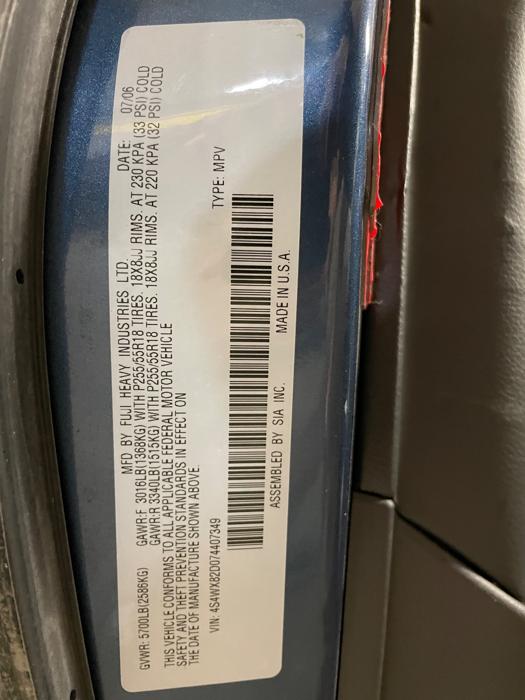 MFD BY FUJI HEAVY INDUSTRIES LTD. DATE: 07/06
GVWR: 5700LB(2586KG) GAWR:F 3016LB(1368KG) WITH P255/55R18 TIRES. 18X8JJ RIMS. AT 230 KPA (33 PSI) COLD
GAWR:R 3340LB(1515KG) WITH P255/55R18 TIRES. 18X8JJ RIMS. AT 220 KPA (32 PSI) COLD
THIS VEHICLE CONFORMS TO ALL APPLICABLE FEDERAL MOTOR VEHICLE
SAFETY AND THEFT PREVENTION STANDARDS IN EFFECT ON
THE DATE OF MANUFACTURE SHOWN ABOVE.
VIN: 4S4WX82D074407349 TYPE: MPV
ASSEMBLED BY SIA INC. MADE IN U.S.A.